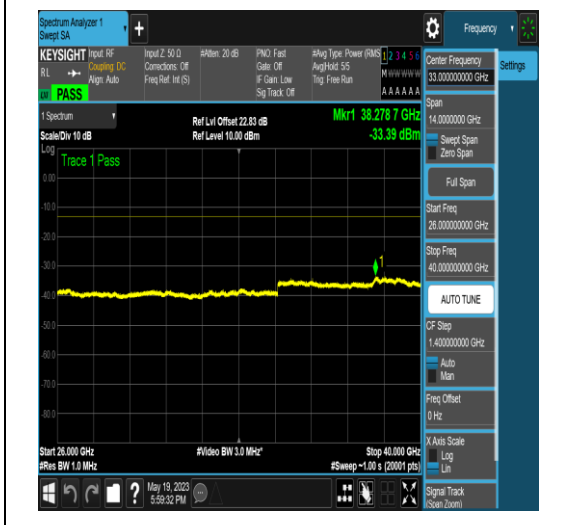 Spectrum Analyzer 1
Swept SA
Frequency
KEYSIGHT
RL
PASS
Input: RF
Coupling: DC
Align: Auto
Input Z: 50 Ω
Corrections: Off
Freq Ref: Int (S)
#Atten: 20 dB
PNO: Fast
Gate: Off
IF Gain: Low
Sig Track: Off
#Avg Type: Power (RMS
Avg|Hold: 5/5
Trig: Free Run
1 2 3 4 5 6
M W W W W W
A A A A A A
1 Spectrum
Scale/Div 10 dB
Ref Lvl Offset 22.83 dB
Ref Level 10.00 dBm
Mkr1 38.278 7 GHz
-33.39 dBm
Log
Trace 1 Pass
0.00
-10.0
-20.0
-30.0
-40.0
-50.0
-60.0
-70.0
-80.0
1
Start 26.000 GHz
#Res BW 1.0 MHz
#Video BW 3.0 MHz*
Stop 40.000 GHz
#Sweep ~1.00 s (20001 pts)
May 19, 2023
5:59:32 PM
Settings
Center Frequency
33.000000000 GHz
Span
14.0000000 GHz
Swept Span
Zero Span
Full Span
Start Freq
26.000000000 GHz
Stop Freq
40.000000000 GHz
AUTO TUNE
CF Step
1.400000000 GHz
Auto
Man
Freq Offset
0 Hz
X Axis Scale
Log
Lin
Signal Track
(Span Zoom)